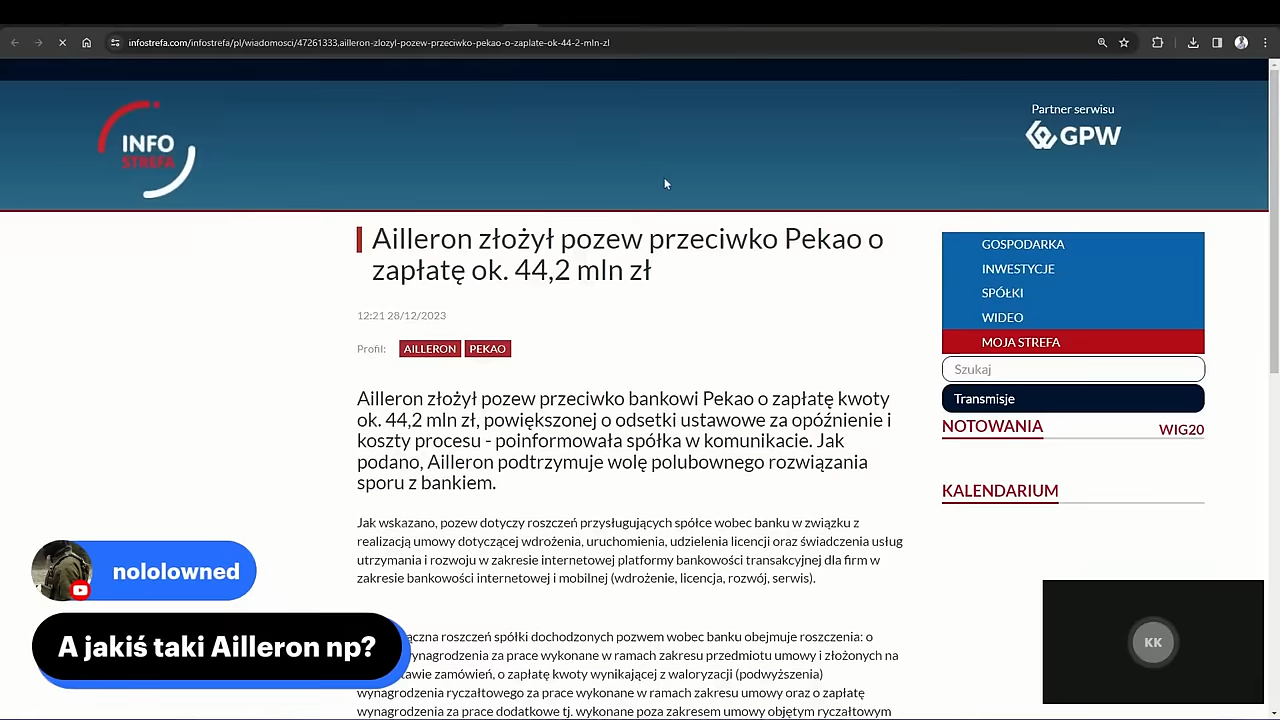 infostrefa.com/infostrefa/pl/wiadomosci/47261333,ailleron-zlozyl-pozew-przeciwko-pekao-o-zaplate-ok-44-2-mln-zl
INFO
STREFA
Partner serwisu
GPW
Ailleron złożył pozew przeciwko Pekao o
zapłatę ok. 44,2 mln zł
12:21 28/12/2023
Profil: AILLERON PEKAO
Ailleron złożył pozew przeciwko bankowi Pekao o zapłatę kwoty
ok. 44,2 mln zł, powiększonej o odsetki ustawowe za opóźnienie i
koszty procesu - poinformowała spółka w komunikacie. Jak
podano, Ailleron podtrzymuje wolę polubownego rozwiązania
sporu z bankiem.
Jak wskazano, pozew dotyczy roszczeń przysługujących spółce wobec banku w związku z
realizacją umowy dotyczącej wdrożenia, uruchomienia, udzielenia licencji oraz świadczenia usług
utrzymania i rozwoju w zakresie internetowej platformy bankowości transakcyjnej dla firm w
zakresie bankowości internetowej i mobilnej (wdrożenie, licencja, rozwój, serwis).
roszczeń spółki dochodzonych pozwem wobec banku obejmuje roszczenia: o
wynagrodzenia za prace wykonane w ramach zakresu przedmiotu umowy i złożonych na
zamówień, o zapłatę kwoty wynikającej z waloryzacji (podwyższenia)
wynagrodzenia ryczałtowego za prace wykonane w ramach zakresu umowy oraz o zapłatę
wynagrodzenia za prace dodatkowe tj. wykonane poza zakresem umowy objętym ryczałtowym
GOSPODARKA
INWESTYCJE
SPÓŁKI
WIDEO
MOJA STREFA
Szukaj
Transmisje
NOTOWANIA WIG20
KALENDARIUM
nololowned
A jakiś taki Ailleron np?
KK